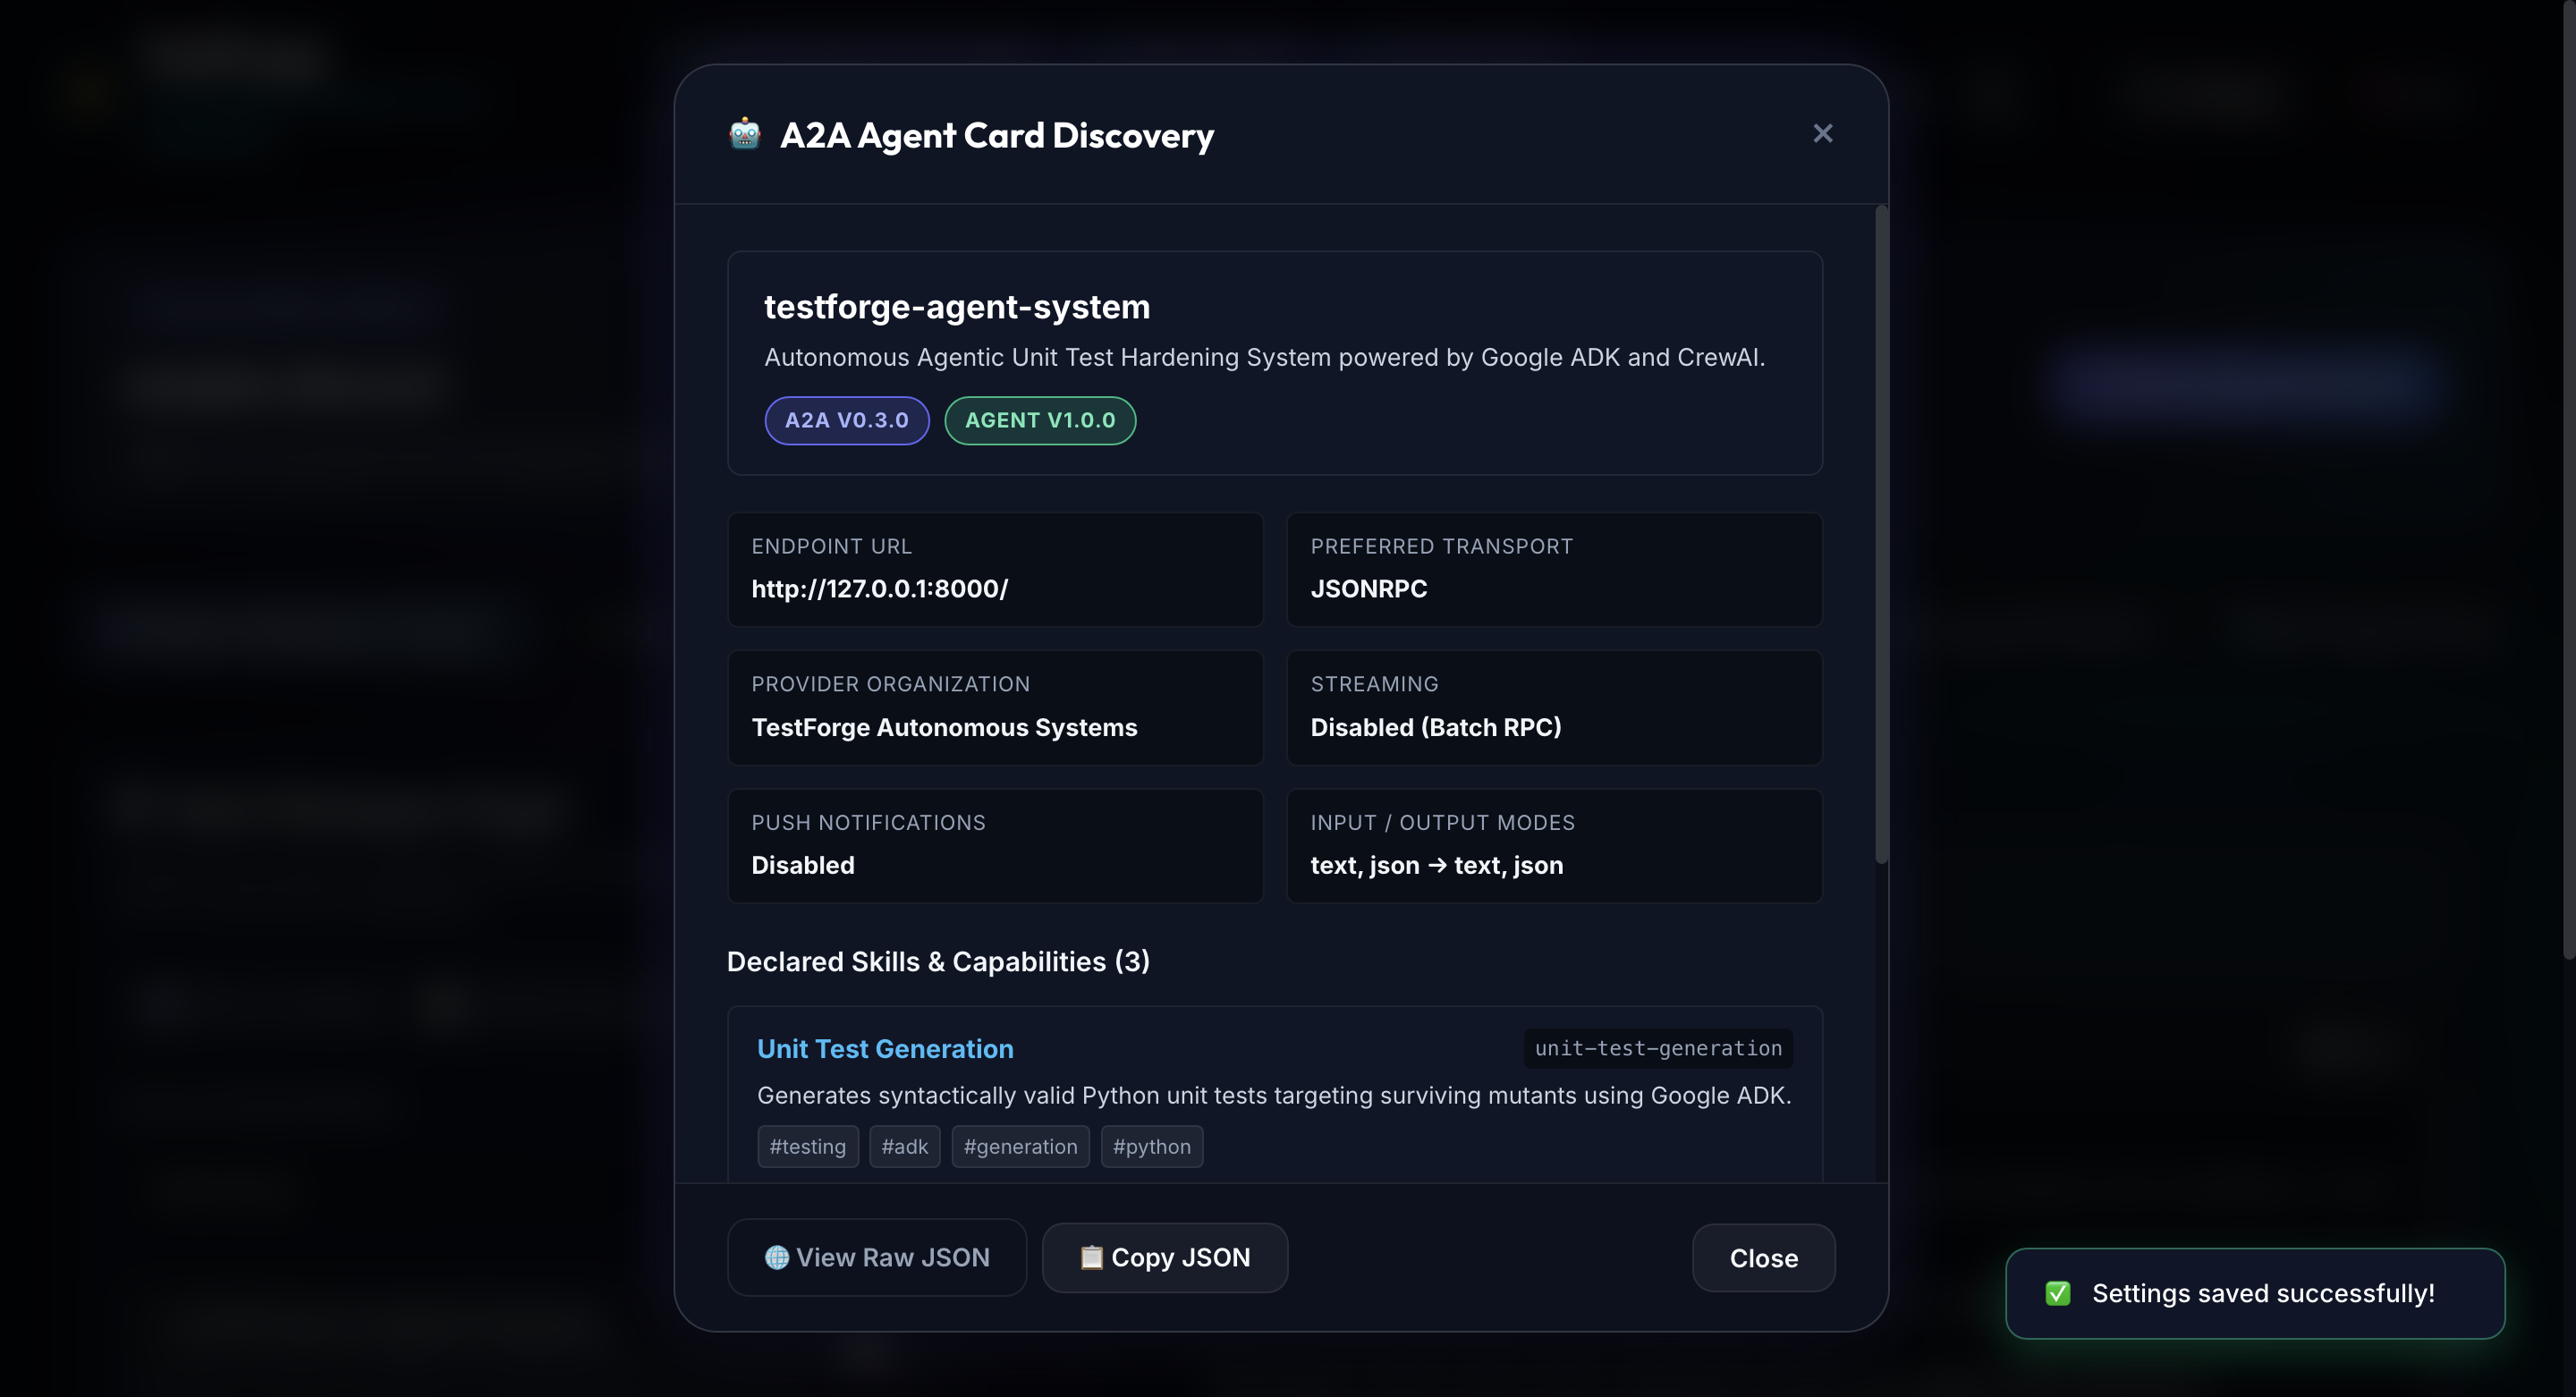 🤖 A2A Agent Card Discovery ✕
testforge-agent-system
Autonomous Agentic Unit Test Hardening System powered by Google ADK and CrewAI.
A2A V0.3.0 AGENT V1.0.0
ENDPOINT URL
http://127.0.0.1:8000/
PREFERRED TRANSPORT
JSONRPC
PROVIDER ORGANIZATION
TestForge Autonomous Systems
STREAMING
Disabled (Batch RPC)
PUSH NOTIFICATIONS
Disabled
INPUT / OUTPUT MODES
text, json → text, json
Declared Skills & Capabilities (3)
Unit Test Generation unit-test-generation
Generates syntactically valid Python unit tests targeting surviving mutants using Google ADK.
#testing #adk #generation #python
🌐 View Raw JSON 📋 Copy JSON Close
✅ Settings saved successfully!